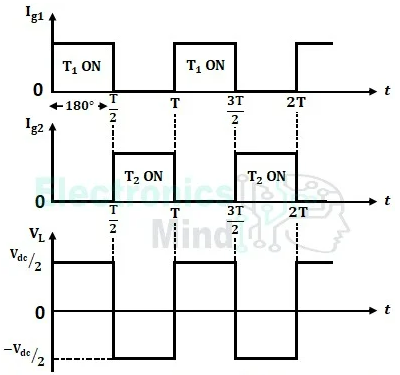 Ig1
T1 ON T1 ON
0
180° T/2 T 3T/2 2T t
Ig2
T2 ON T2 ON
0
T/2 T 3T/2 2T t
Electronics
Mind
VL
Vdc/2
0 t
−Vdc/2